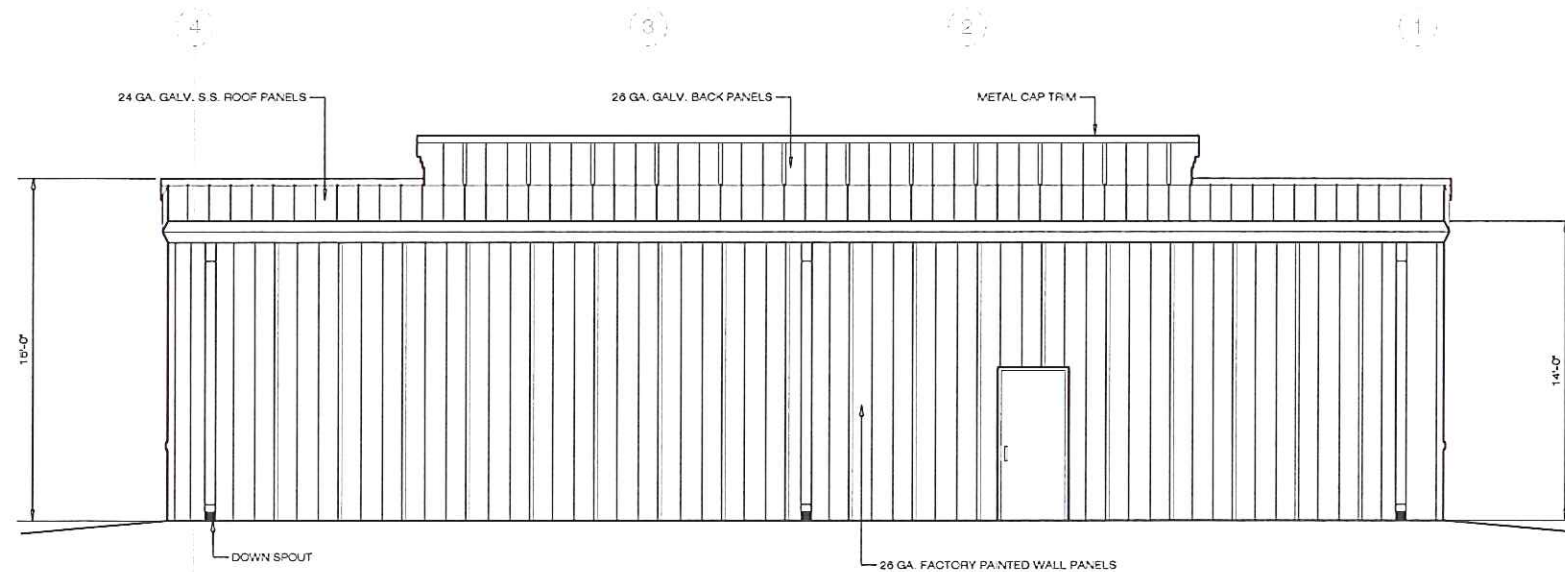 4
3
2
1
24 GA. GALV. S.S. ROOF PANELS
26 GA. GALV. BACK PANELS
METAL CAP TRIM
16'-0"
14'-0"
DOWN SPOUT
26 GA. FACTORY PAINTED WALL PANELS